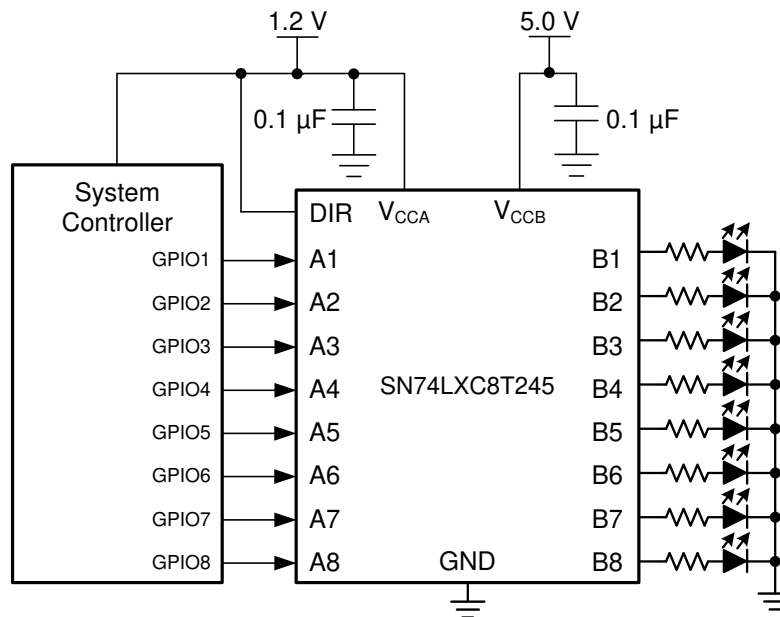 1.2 V
5.0 V
0.1 µF
0.1 µF
System
Controller
DIR
VCCA
VCCB
GPIO1
A1
B1
GPIO2
A2
B2
GPIO3
A3
B3
GPIO4
A4
SN74LXC8T245
B4
GPIO5
A5
B5
GPIO6
A6
B6
GPIO7
A7
B7
GPIO8
A8
GND
B8